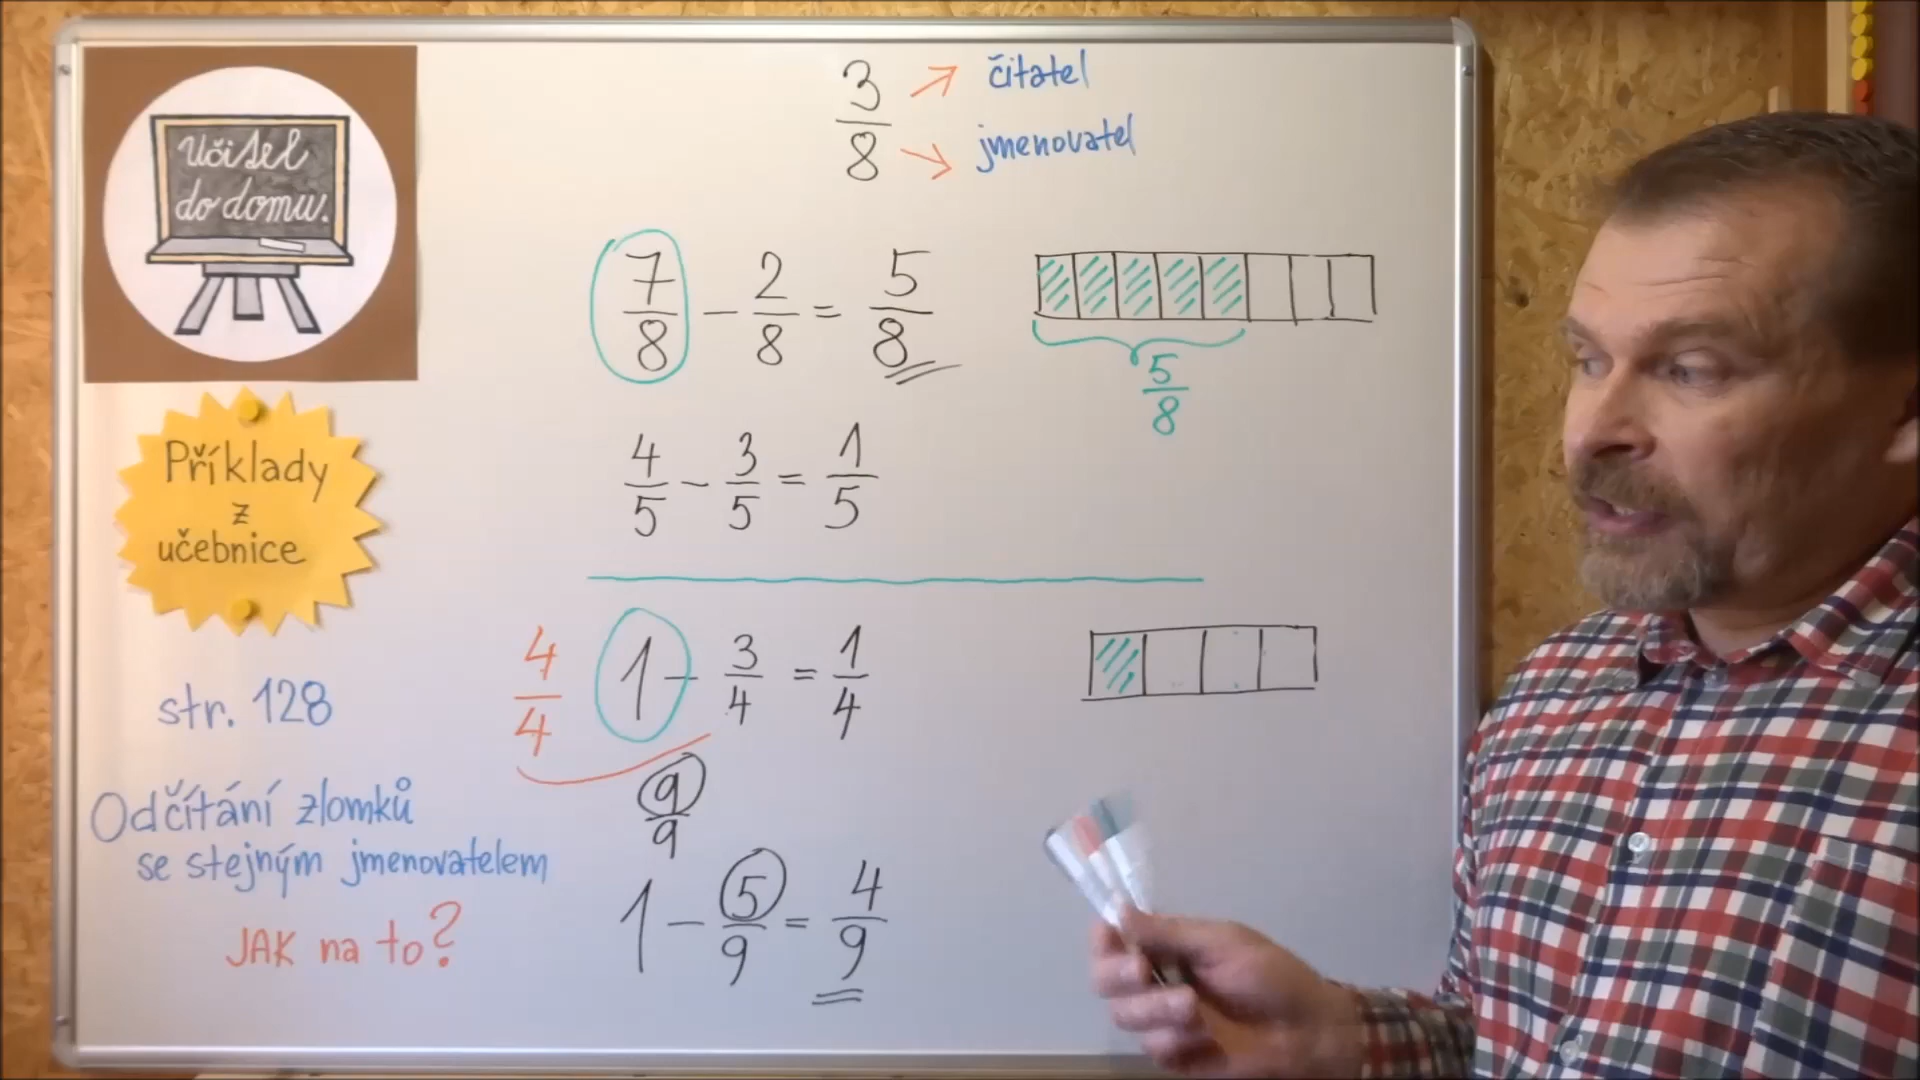 Učitel
do domu.
Příklady
z
učebnice
str. 128
Odčítání zlomků
se stejným jmenovatelem
JAK na to?
3/8 → čitatel
→ jmenovatel
7/8 - 2/8 = 5/8
5/8
4/5 - 3/5 = 1/5
4/4 1 - 3/4 = 1/4
9/9
1 - 5/9 = 4/9